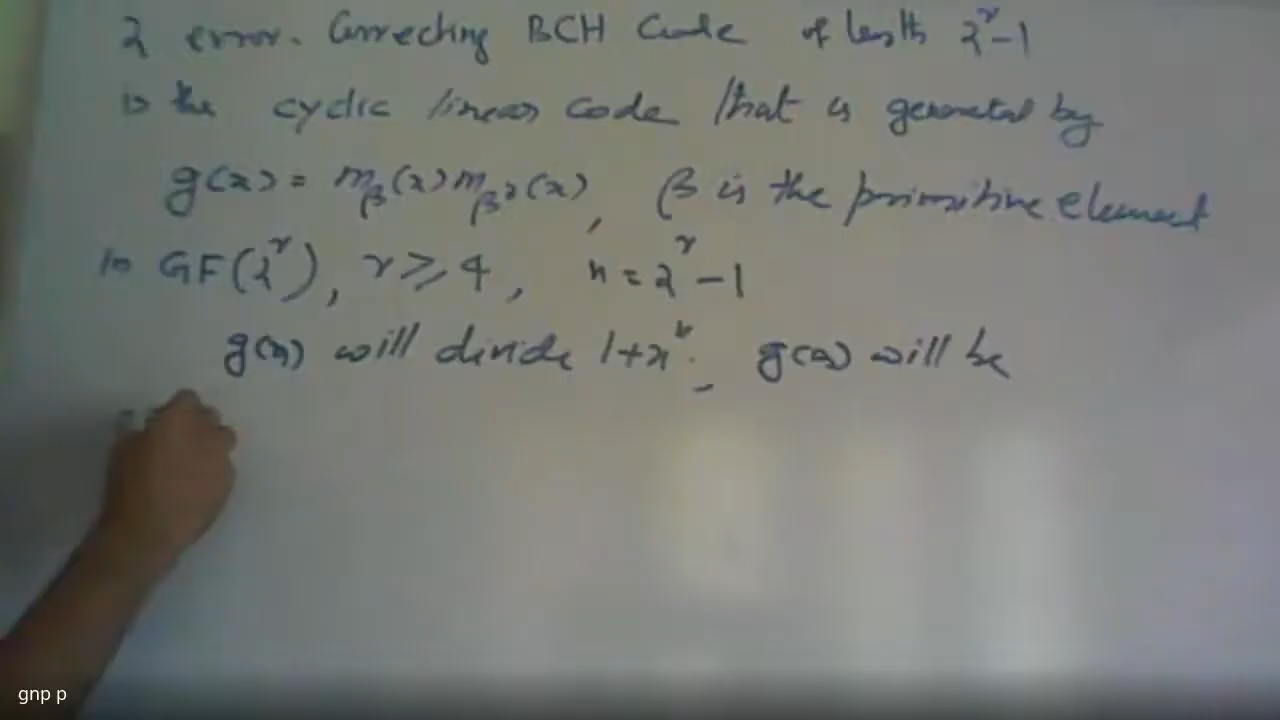 2 error. Correcting BCH Code of length 2^r-1
is the cyclic linear code that is generated by
g(x) = m_β(x) m_β³(x), β is the primitive element
in GF(2^r), r ⩾ 4, n = 2^r - 1
g(x) will divide 1+x^n. g(x) will be
gnp p